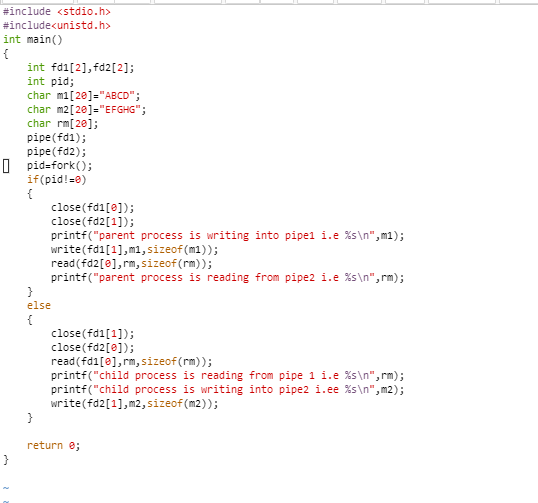 #include <stdio.h>
#include<unistd.h>
int main()
{
    int fd1[2],fd2[2];
    int pid;
    char m1[20]="ABCD";
    char m2[20]="EFGHG";
    char rm[20];
    pipe(fd1);
    pipe(fd2);
    pid=fork();
    if(pid!=0)
    {
        close(fd1[0]);
        close(fd2[1]);
        printf("parent process is writing into pipe1 i.e %s\n",m1);
        write(fd1[1],m1,sizeof(m1));
        read(fd2[0],rm,sizeof(rm));
        printf("parent process is reading from pipe2 i.e %s\n",rm);
    }
    else
    {
        close(fd1[1]);
        close(fd2[0]);
        read(fd1[0],rm,sizeof(rm));
        printf("child process is reading from pipe 1 i.e %s\n",rm);
        printf("child process is writing into pipe2 i.ee %s\n",m2);
        write(fd2[1],m2,sizeof(m2));
    }

    return 0;
}

~
~